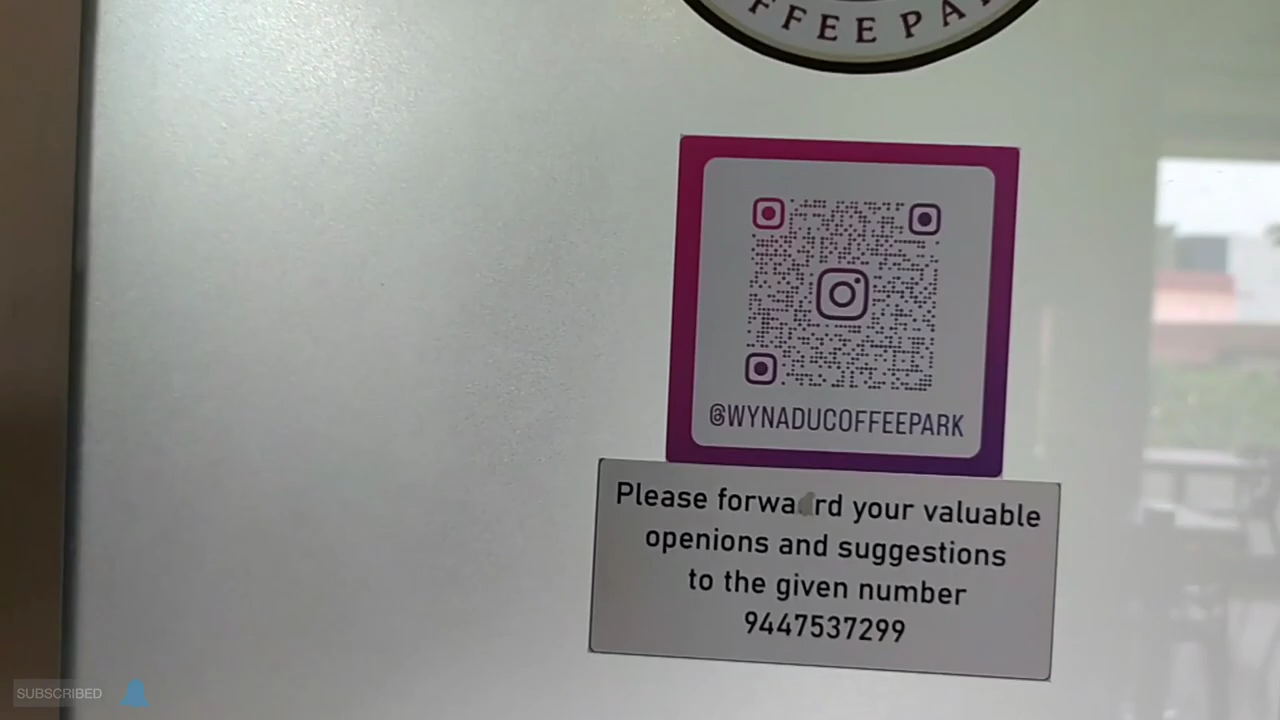 FFEE PA
@WYNADUCOFFEEPARK
Please forward your valuable
openions and suggestions
to the given number
9447537299
SUBSCRIBED